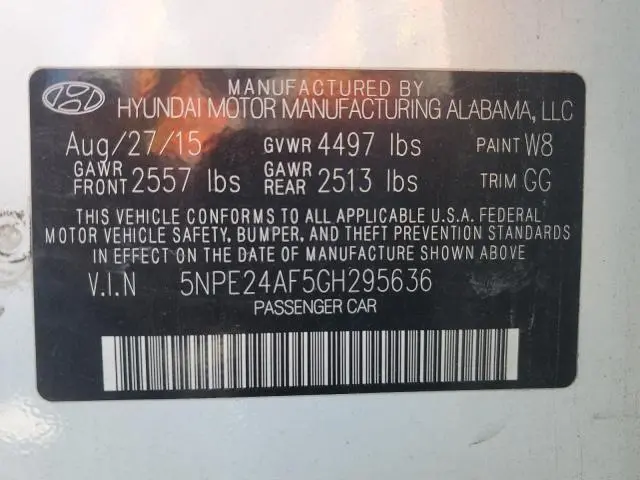 MANUFACTURED BY
HYUNDAI MOTOR MANUFACTURING ALABAMA, LLC
Aug/27/15 GVWR 4497 lbs PAINT W8
GAWR FRONT 2557 lbs GAWR REAR 2513 lbs TRIM GG
THIS VEHICLE CONFORMS TO ALL APPLICABLE U.S.A. FEDERAL
MOTOR VEHICLE SAFETY, BUMPER, AND THEFT PREVENTION STANDARDS
IN EFFECT ON THE DATE OF MANUFACTURE SHOWN ABOVE
V.I.N 5NPE24AF5GH295636
PASSENGER CAR